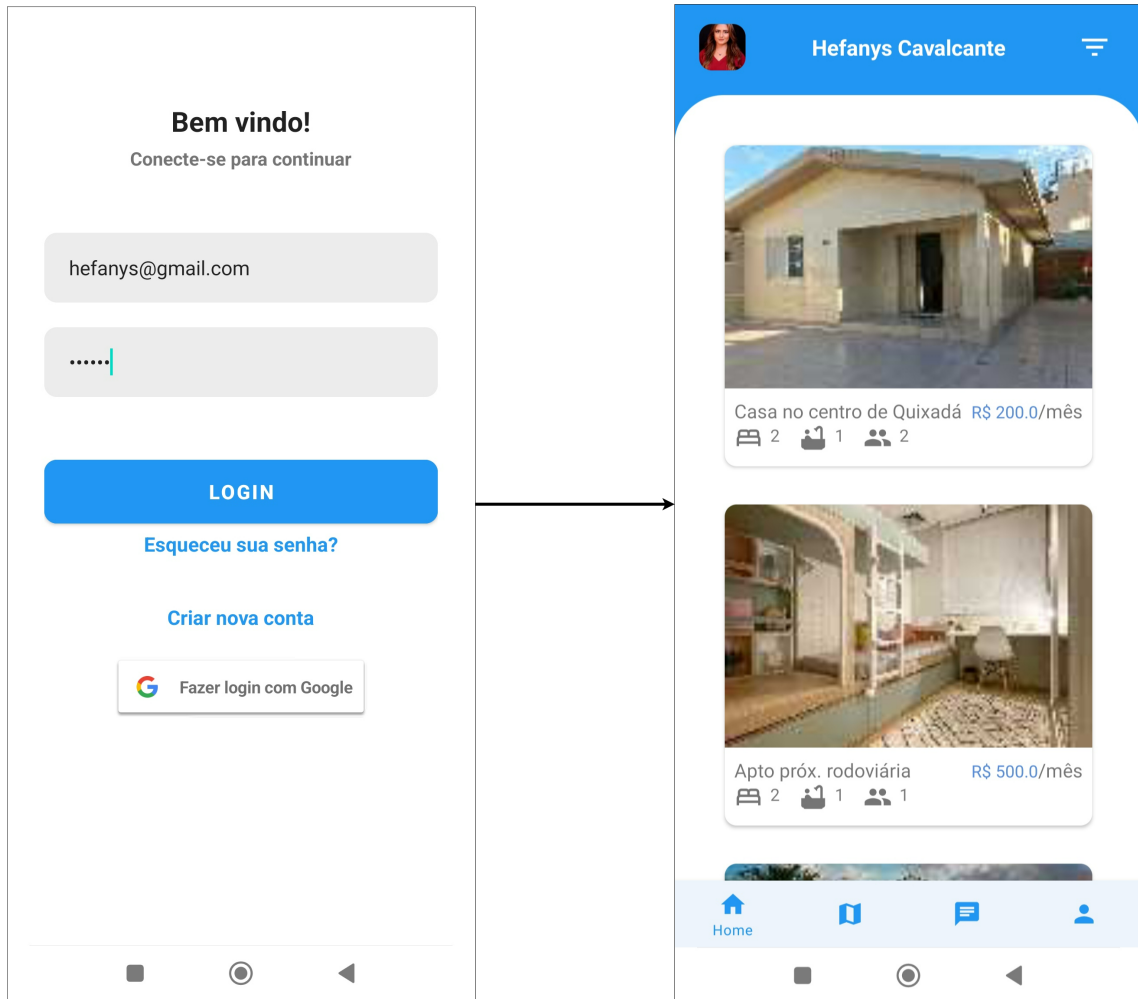 Bem vindo!
Conecte-se para continuar
hefanys@gmail.com
••••••
LOGIN
Esqueceu sua senha?
Criar nova conta
Fazer login com Google
Hefanys Cavalcante
Casa no centro de Quixadá R$ 200.0/mês
2 1 2
Apto próx. rodoviária R$ 500.0/mês
2 1 1
Home